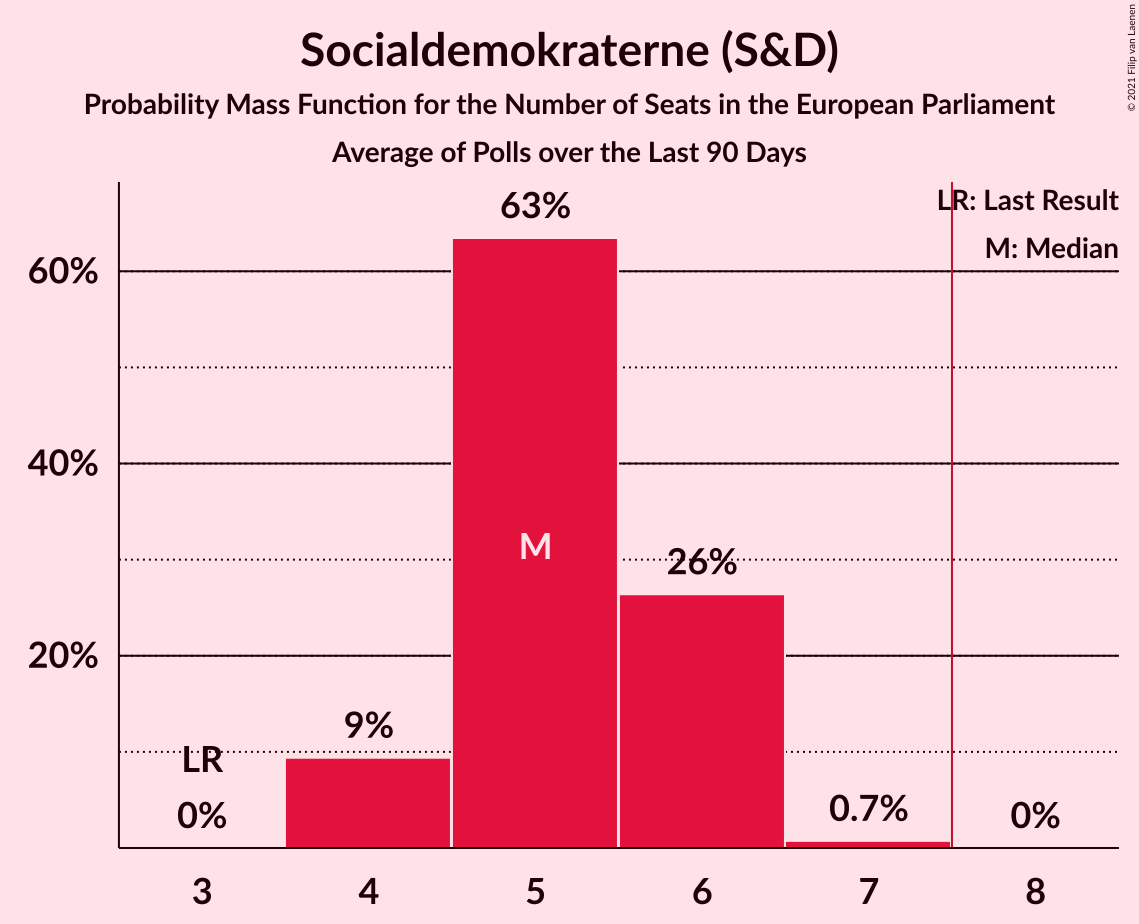 Socialdemokraterne (S&D)
Probability Mass Function for the Number of Seats in the European Parliament
Average of Polls over the Last 90 Days
© 2021 Filip van Laenen
LR: Last Result
M: Median
60%
40%
20%
63%
M
26%
9%
LR
0%
0.7%
0%
3 4 5 6 7 8